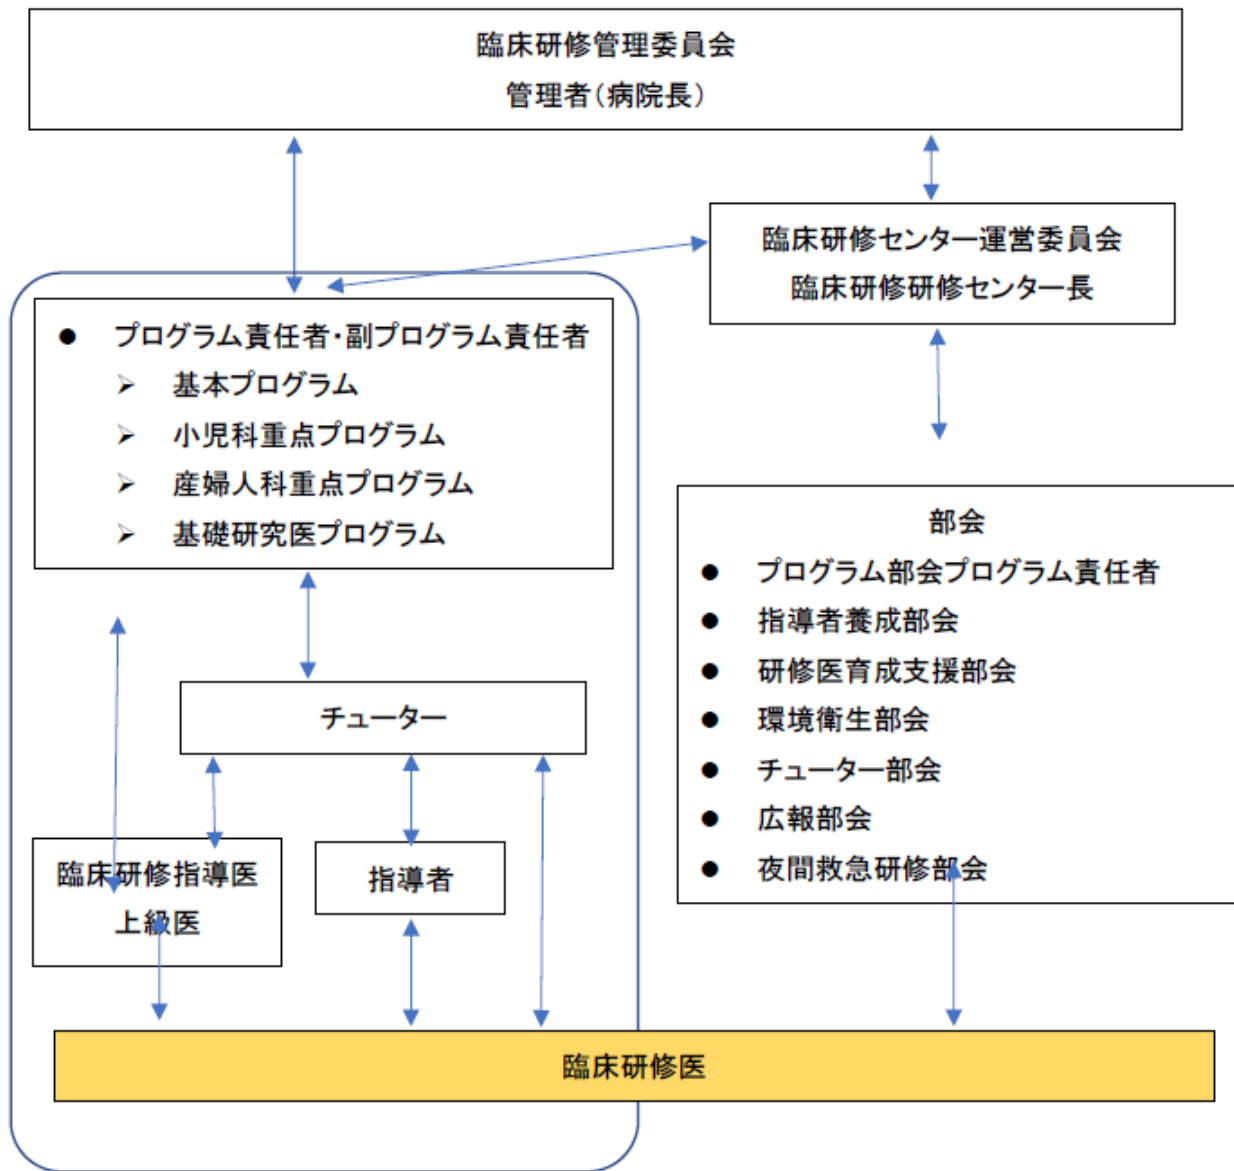 臨床研修管理委員会
管理者（病院長）
臨床研修センター運営委員会
臨床研修研修センター長
● プログラム責任者・副プログラム責任者
➢ 基本プログラム
➢ 小児科重点プログラム
➢ 産婦人科重点プログラム
➢ 基礎研究医プログラム
部会
● プログラム部会プログラム責任者
● 指導者養成部会
● 研修医育成支援部会
● 環境衛生部会
● チューター部会
● 広報部会
● 夜間救急研修部会
チューター
臨床研修指導医
上級医
指導者
臨床研修医